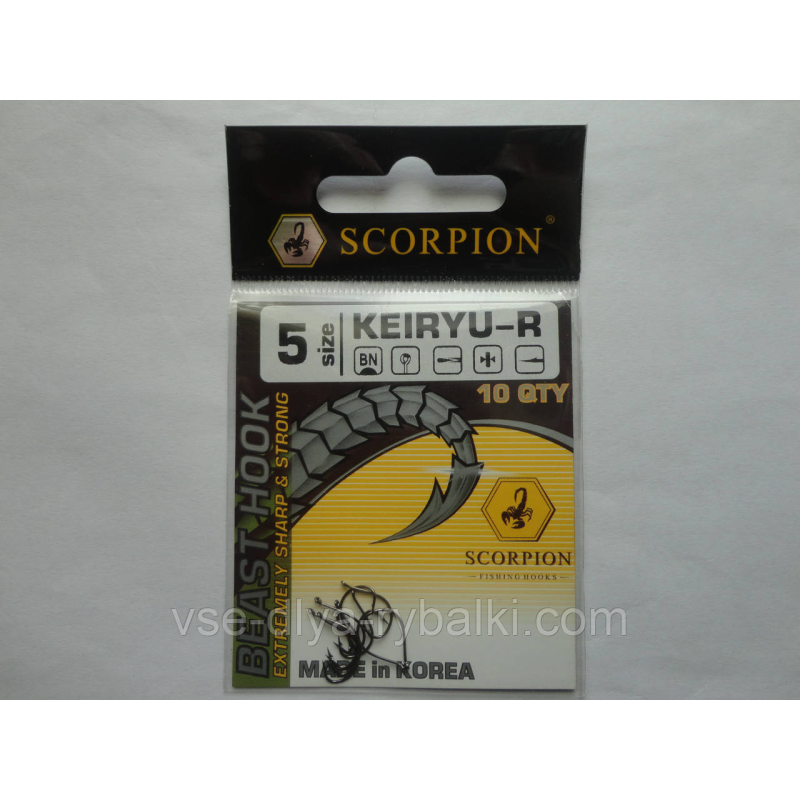 SCORPION®
5 size
KEIRYU-R
BN
10 QTY
BEAST HOOK
EXTREMELY SHARP & STRONG
SCORPION
FISHING HOOKS
vse-dlya-rybalki.com
MADE in KOREA